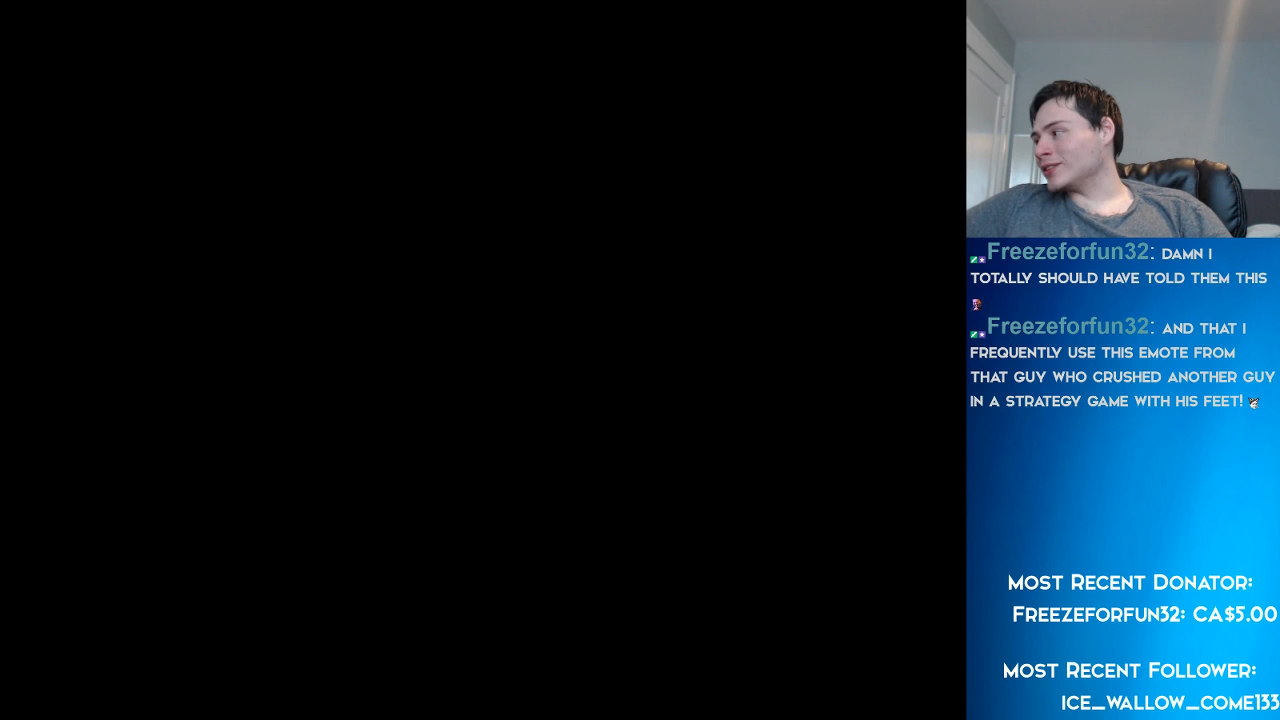 Freezeforfun32: DAMN I
TOTALLY SHOULD HAVE TOLD THEM THIS
Freezeforfun32: AND THAT I
FREQUENTLY USE THIS EMOTE FROM
THAT GUY WHO CRUSHED ANOTHER GUY
IN A STRATEGY GAME WITH HIS FEET!
MOST RECENT DONATOR:
FREEZEFORFUN32: CA$5.00
MOST RECENT FOLLOWER:
ICE_WALLOW_COME133